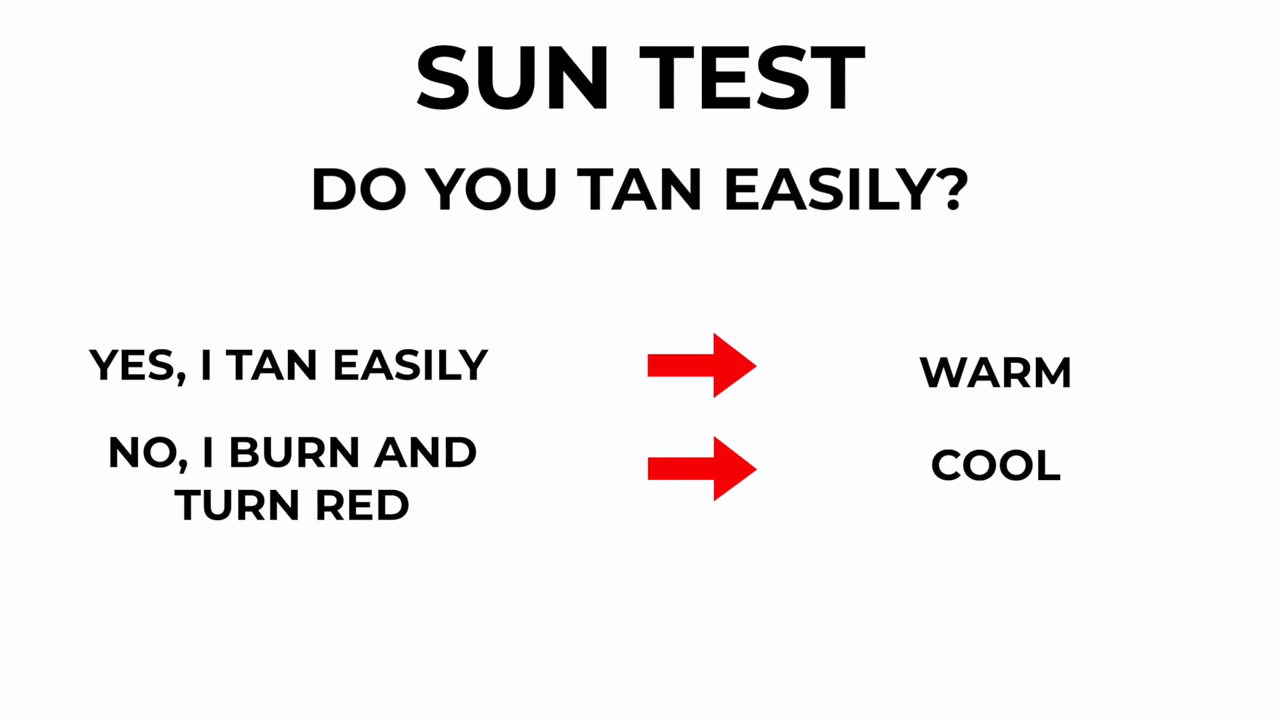 SUN TEST
DO YOU TAN EASILY?
YES, I TAN EASILY
WARM
NO, I BURN AND
TURN RED
COOL